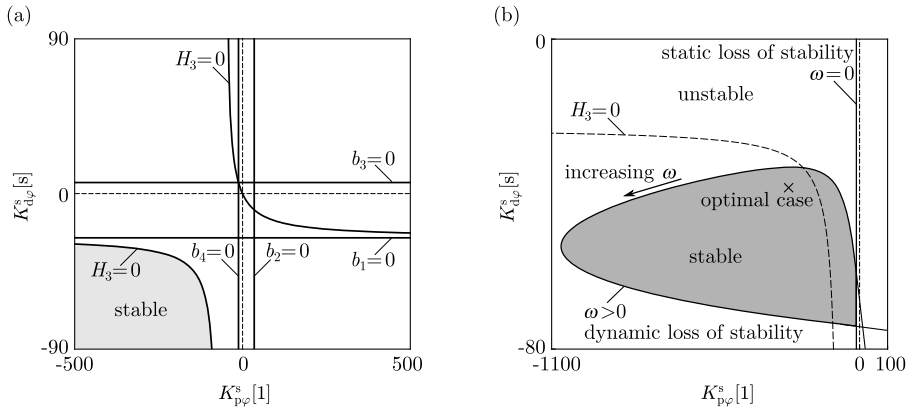 (a)
90
0
-90
-500
0
500
K^s_dφ[s]
K^s_pφ[1]
H₃=0
b₃=0
b₄=0
b₂=0
b₁=0
H₃=0
stable
(b)
0
-80
-1100
0
100
K^s_dφ[s]
K^s_pφ[1]
static loss of stability
ω=0
unstable
H₃=0
increasing ω
optimal case
stable
ω>0
dynamic loss of stability